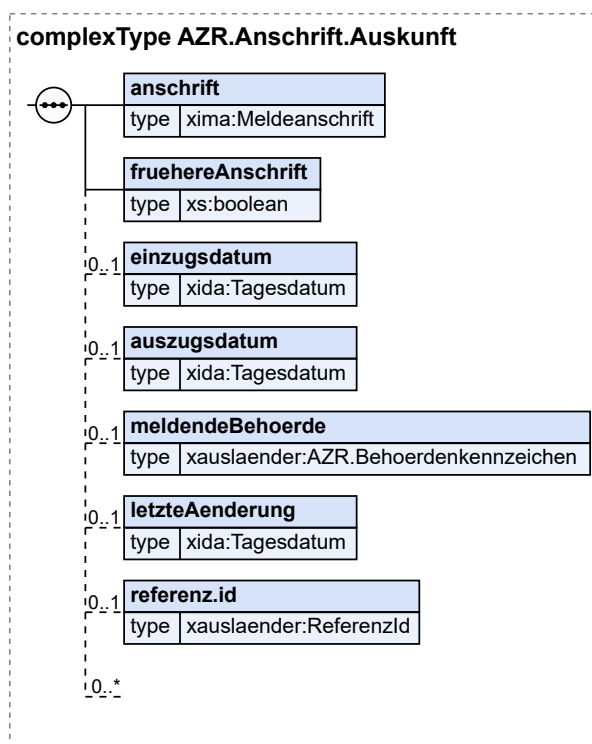 complexType AZR.Anschrift.Auskunft
anschrift
type xima:Meldeanschrift
fruehereAnschrift
type xs:boolean
0..1 einzugsdatum
type xida:Tagesdatum
0..1 auszugsdatum
type xida:Tagesdatum
0..1 meldendeBehoerde
type xauslaender:AZR.Behoerdenkennzeichen
0..1 letzteAenderung
type xida:Tagesdatum
0..1 referenz.id
type xauslaender:ReferenzId
0..*